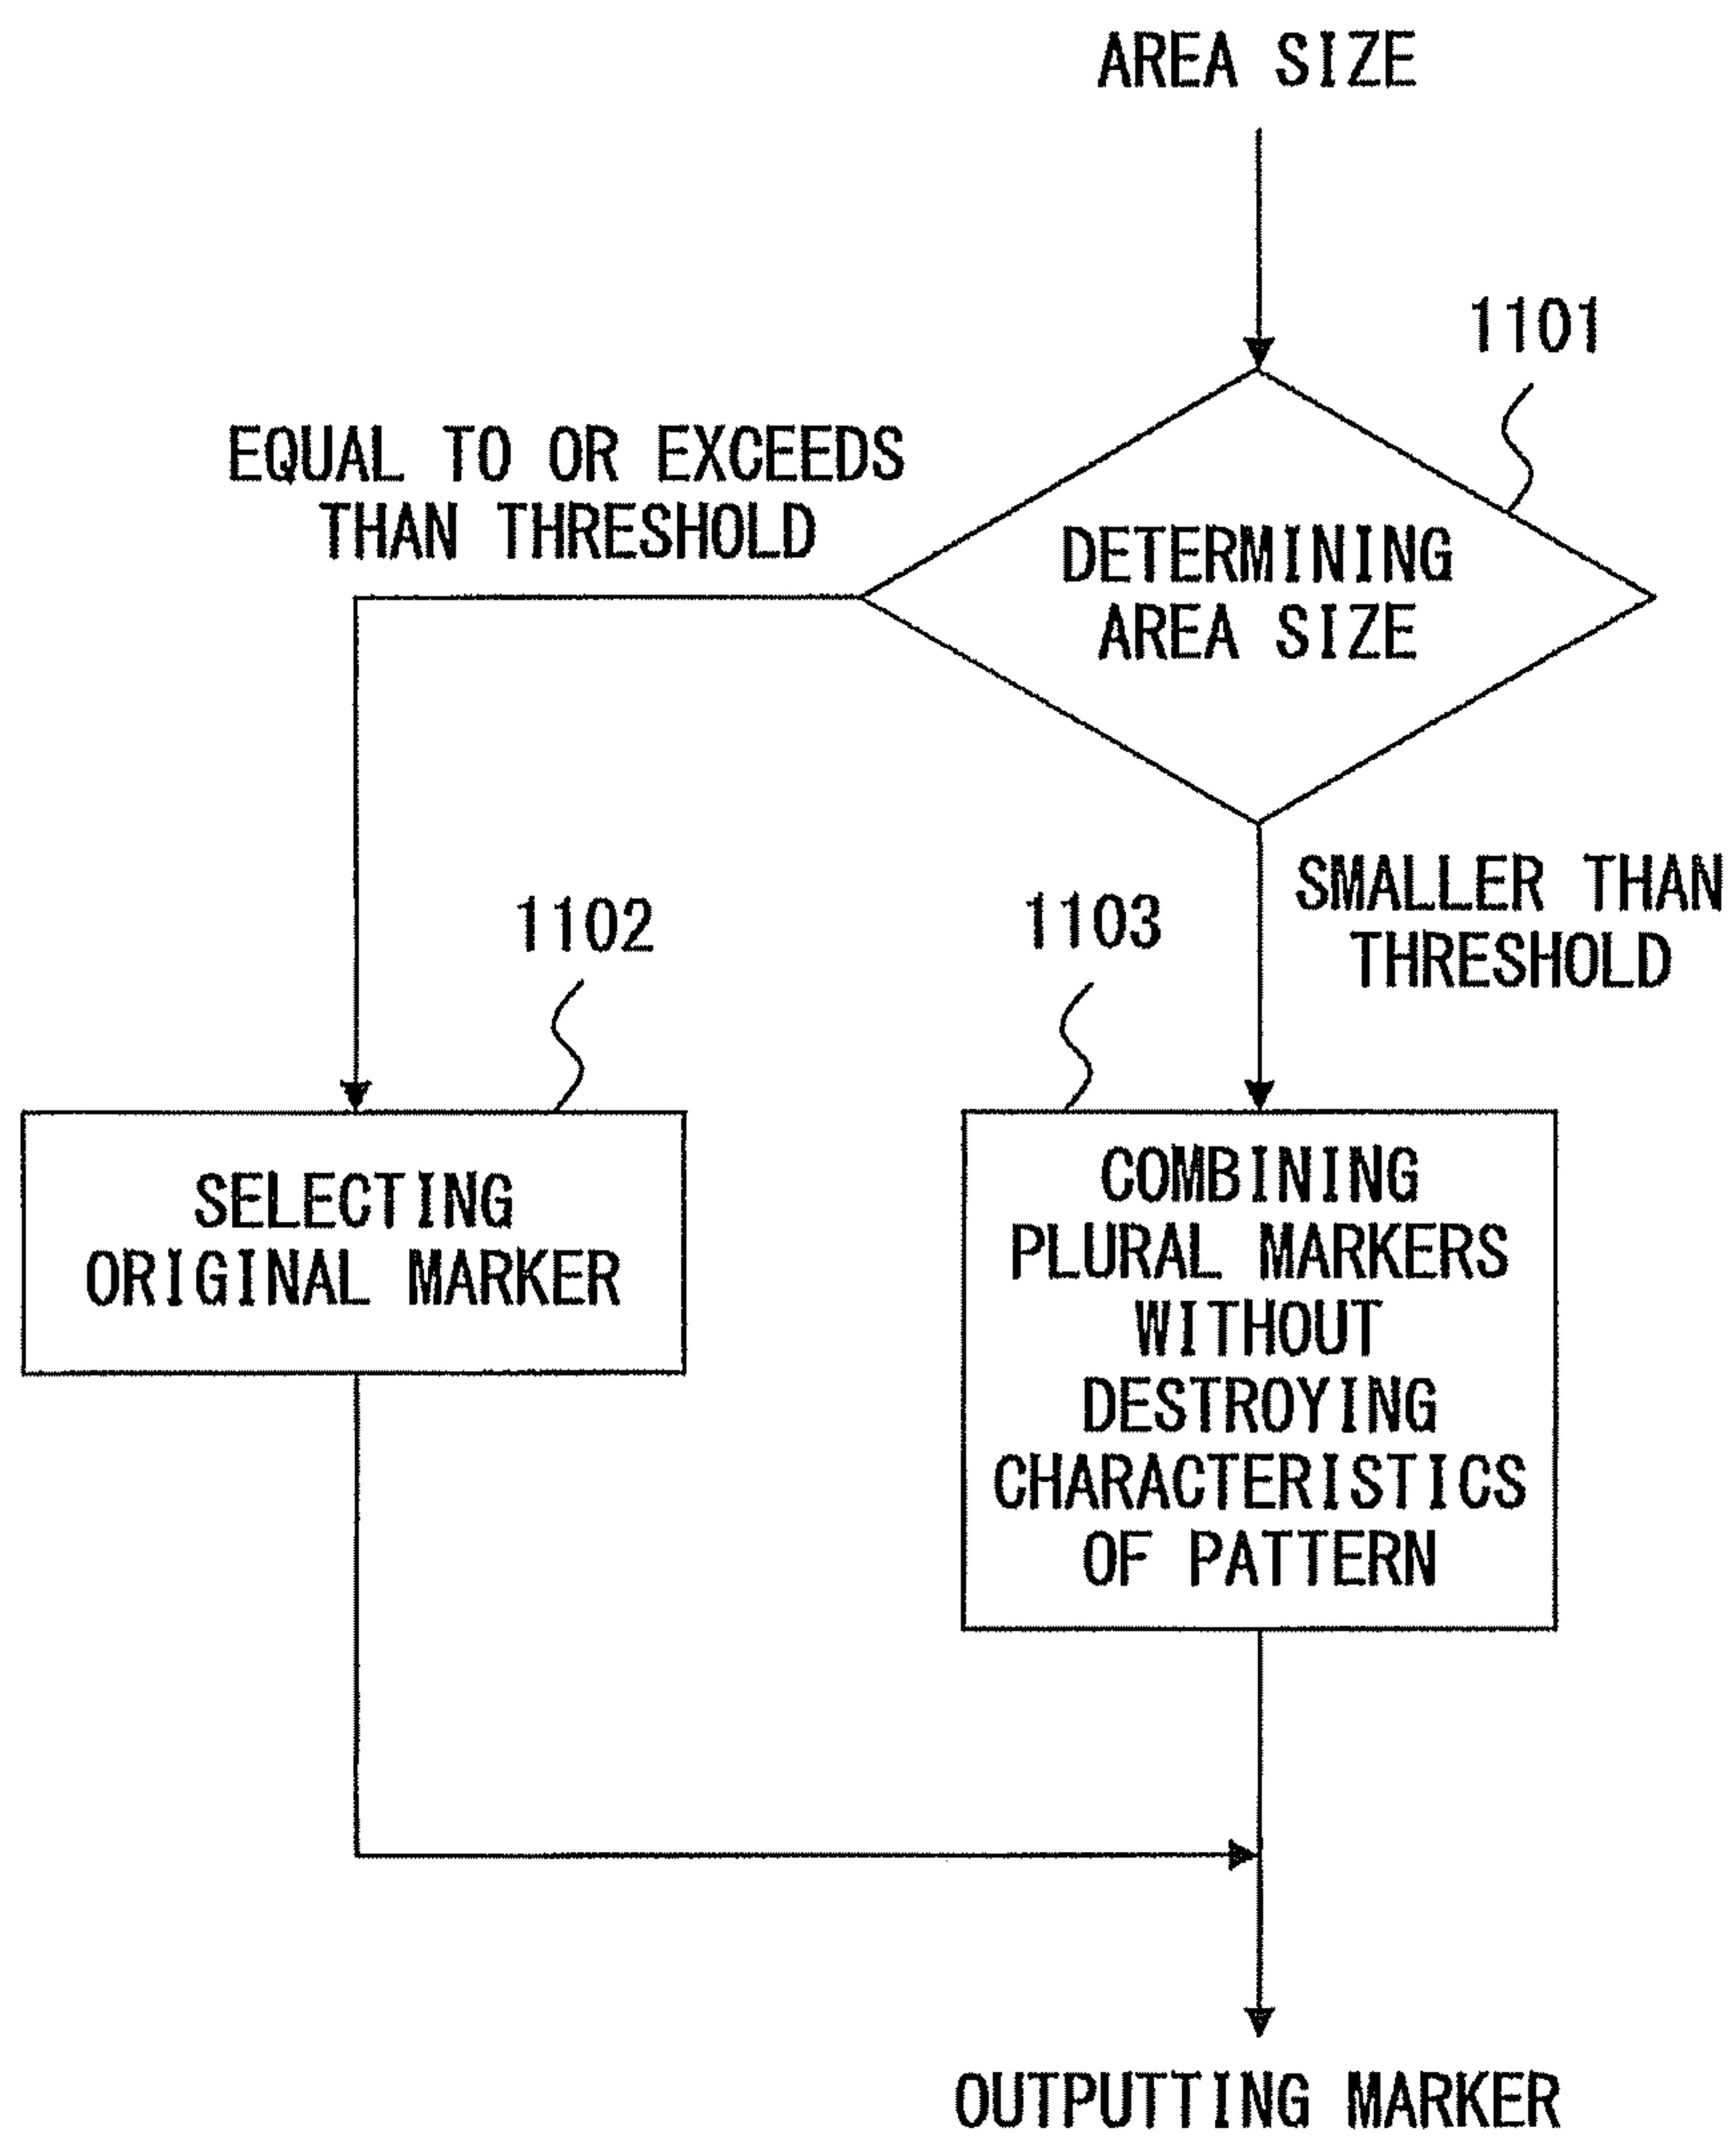 AREA SIZE
1101
EQUAL TO OR EXCEEDS
THAN THRESHOLD
DETERMINING
AREA SIZE
SMALLER THAN
THRESHOLD
1102
1103
SELECTING
ORIGINAL MARKER
COMBINING
PLURAL MARKERS
WITHOUT
DESTROYING
CHARACTERISTICS
OF PATTERN
OUTPUTTING MARKER